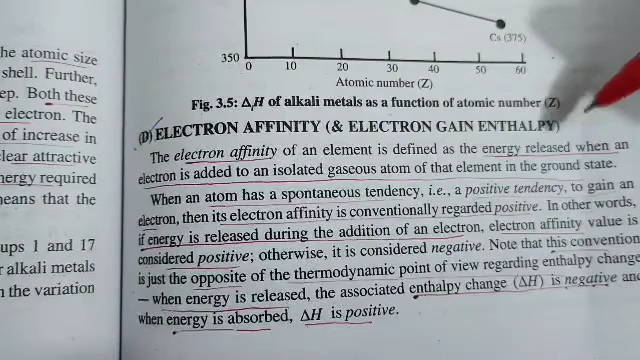 he atomic size
shell. Further,
ep. Both these
electron. The
of increase in
lear attractive
nergy required
eans that the
ups 1 and 17
r alkali metals
n the variation
Cs (375)
350
0 10 20 30 40 50 60
Atomic number (Z)
Fig. 3.5: ΔᵢH of alkali metals as a function of atomic number (Z)
(D) ELECTRON AFFINITY (& ELECTRON GAIN ENTHALPY)
The electron affinity of an element is defined as the energy released when an
electron is added to an isolated gaseous atom of that element in the ground state.
When an atom has a spontaneous tendency, i.e., a positive tendency, to gain an
electron, then its electron affinity is conventionally regarded positive. In other words,
if energy is released during the addition of an electron, electron affinity value is
considered positive; otherwise, it is considered negative. Note that this convention
is just the opposite of the thermodynamic point of view regarding enthalpy change
— when energy is released, the associated enthalpy change (ΔH) is negative and
when energy is absorbed, ΔH is positive.